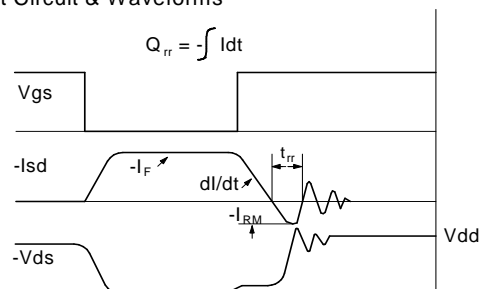 t Circuit & Waveforms
Q rr = -∫ Idt
Vgs
-Isd
-I F
dI/dt
t rr
-I RM
Vdd
-Vds